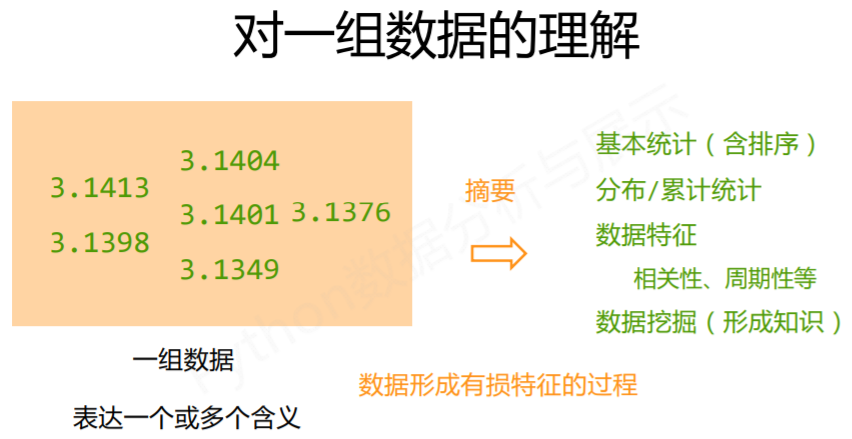 对一组数据的理解
3.1404
3.1413
3.1401 3.1376
3.1398
3.1349
摘要
基本统计（含排序）
分布/累计统计
数据特征
相关性、周期性等
数据挖掘（形成知识）
一组数据
表达一个或多个含义
数据形成有损特征的过程
Python数据分析与展示